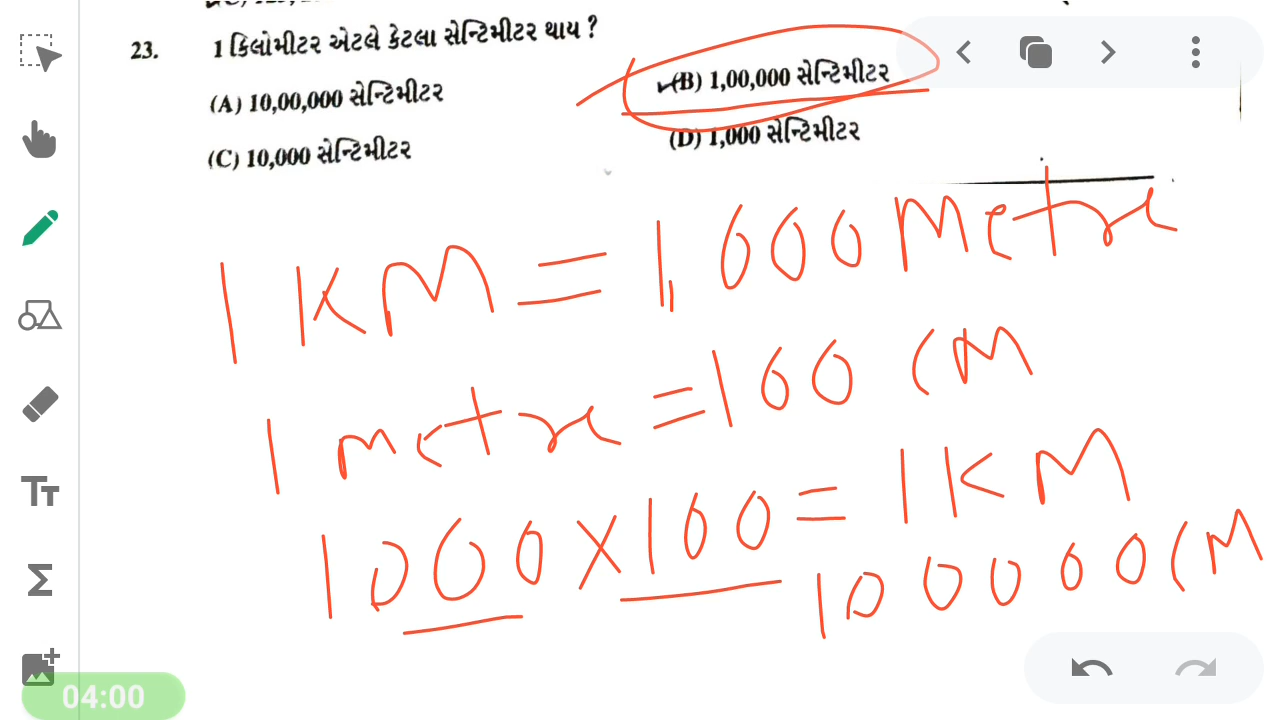 23. 1 કિલોમીટર એટલે કેટલા સેન્ટિમીટર થાય ?
(A) 10,00,000 સેન્ટિમીટર (B) 1,00,000 સેન્ટિમીટર
(C) 10,000 સેન્ટિમીટર (D) 1,000 સેન્ટિમીટર
1 KM = 1,000 Metre
1 metre = 100 CM
1000 X 100 = 1 KM
100000 CM
Tт
Σ
04:00